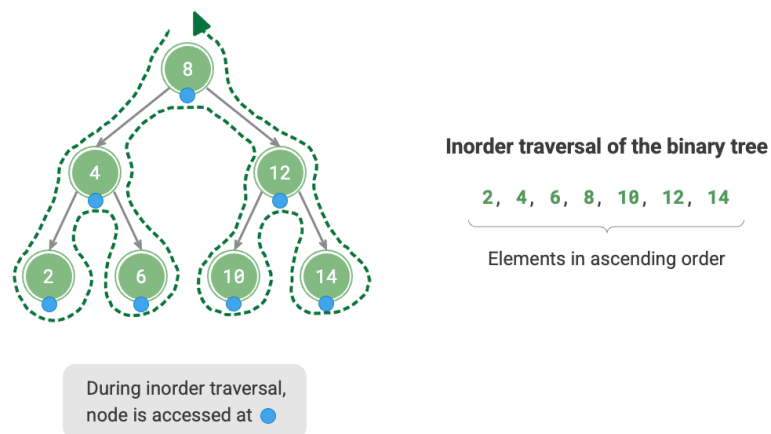 8
4
12
2
6
10
14
Inorder traversal of the binary tree
2, 4, 6, 8, 10, 12, 14
Elements in ascending order
During inorder traversal,
node is accessed at